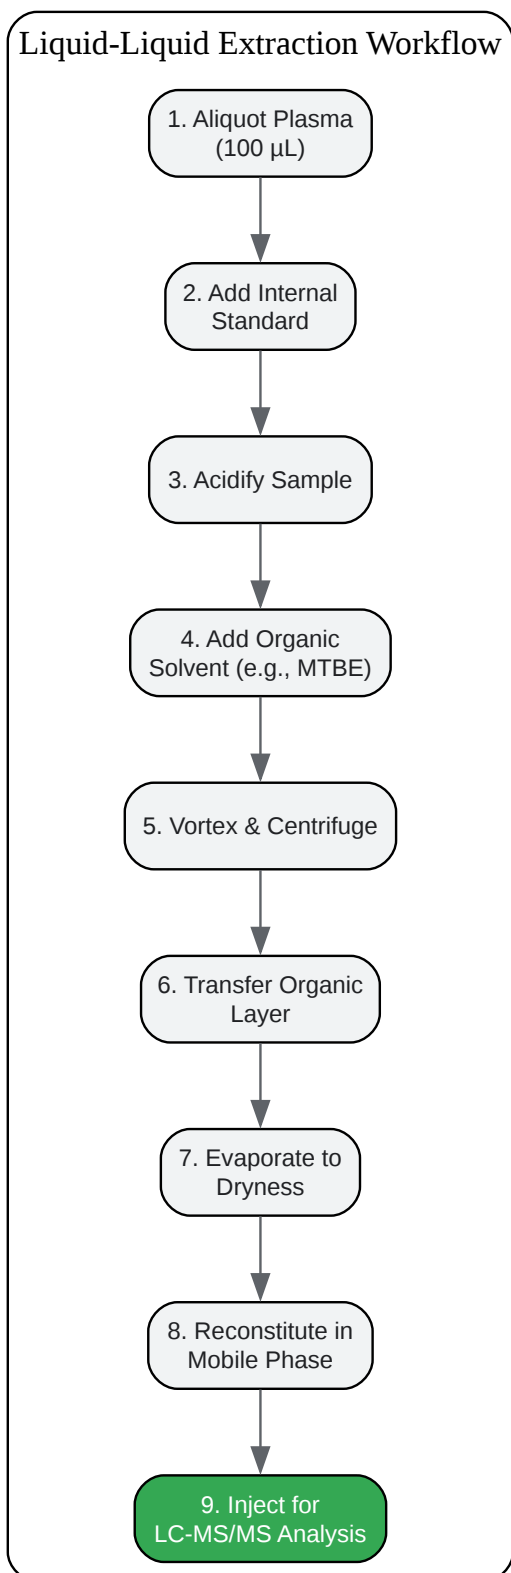 Liquid-Liquid Extraction Workflow
1. Aliquot Plasma
(100 µL)
2. Add Internal
Standard
3. Acidify Sample
4. Add Organic
Solvent (e.g., MTBE)
5. Vortex & Centrifuge
6. Transfer Organic
Layer
7. Evaporate to
Dryness
8. Reconstitute in
Mobile Phase
9. Inject for
LC-MS/MS Analysis